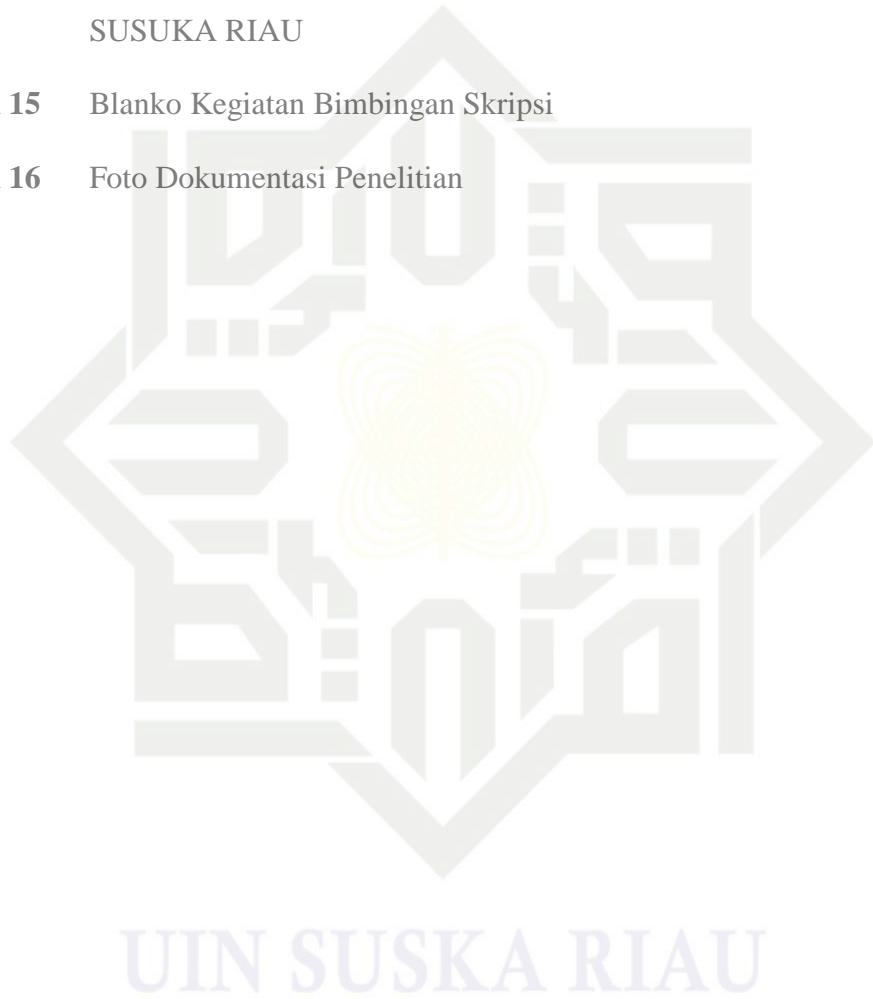 SUSUKA RIAU
15 Blanko Kegiatan Bimbingan Skripsi
16 Foto Dokumentasi Penelitian
UIN SUSKA RIAU